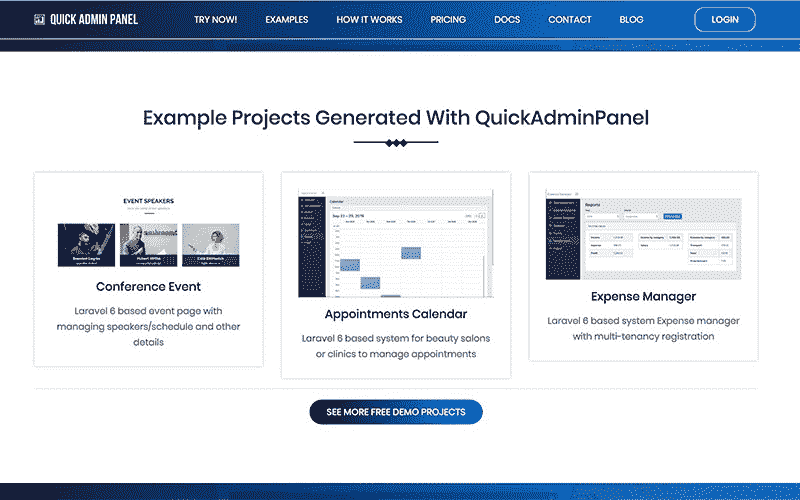 QUICK ADMIN PANEL
TRY NOW!
EXAMPLES
HOW IT WORKS
PRICING
DOCS
CONTACT
BLOG
LOGIN
Example Projects Generated With QuickAdminPanel
EVENT SPEAKERS
Conference Event
Laravel 6 based event page with
managing speakers/schedule and other
details
Calendar
Appointments Calendar
Laravel 6 based system for beauty salons
or clinics to manage appointments
Reports
Expense Manager
Laravel 6 based system Expense manager
with multi-tenancy registration
SEE MORE FREE DEMO PROJECTS